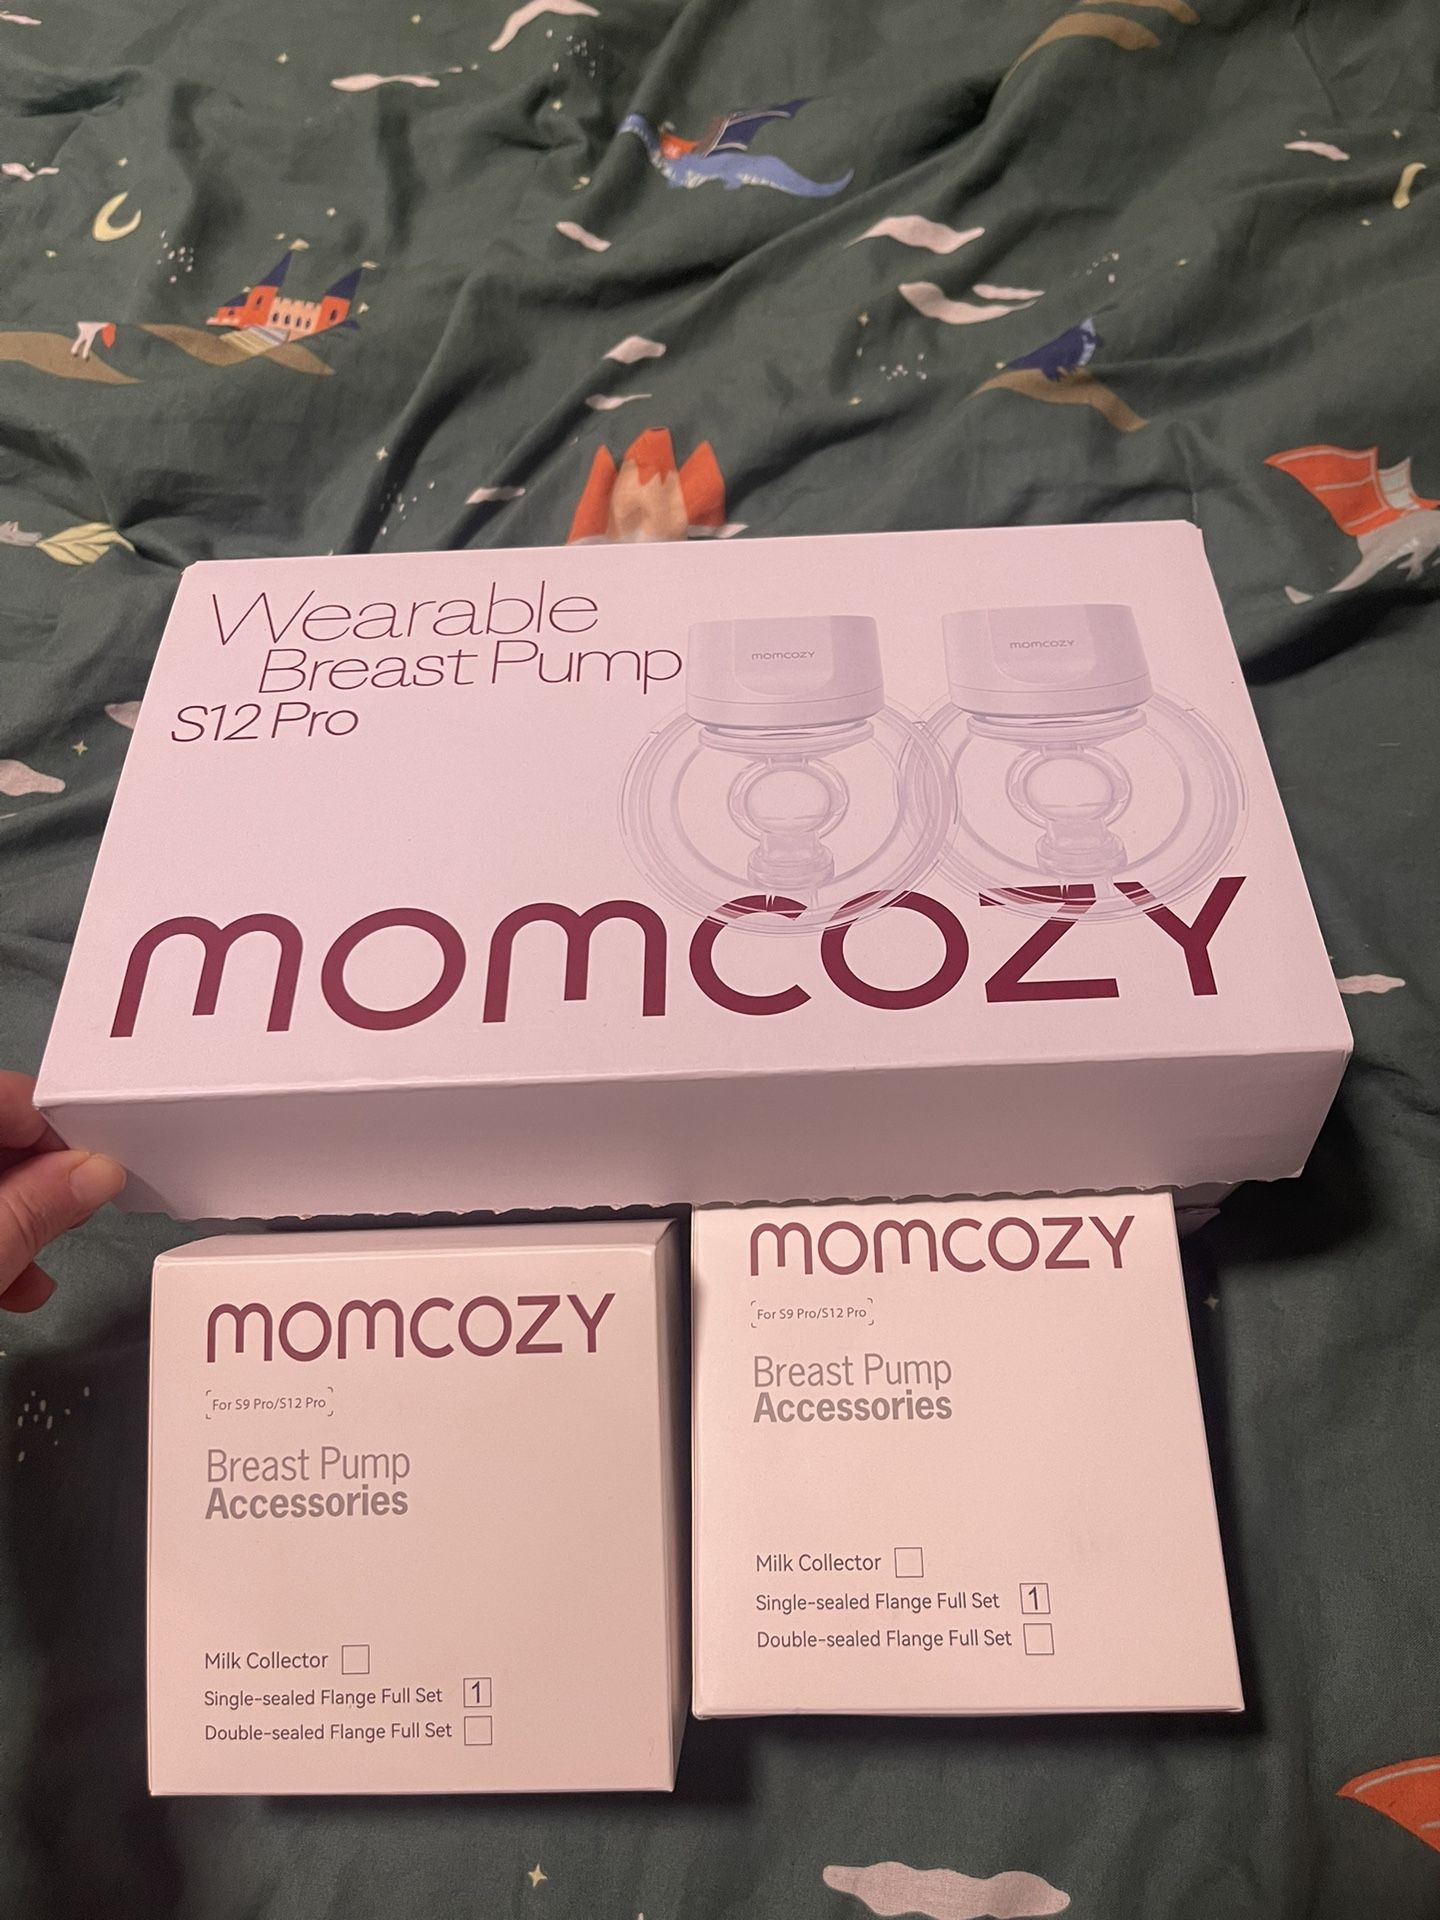 Wearable
Breast Pump
S12 Pro
momcozy
momcozy
momcozy
momcozy
For S9 Pro/S12 Pro
Breast Pump
Accessories
Milk Collector
Single-sealed Flange Full Set 1
Double-sealed Flange Full Set
momcozy
For S9 Pro/S12 Pro
Breast Pump
Accessories
Milk Collector
Single-sealed Flange Full Set 1
Double-sealed Flange Full Set